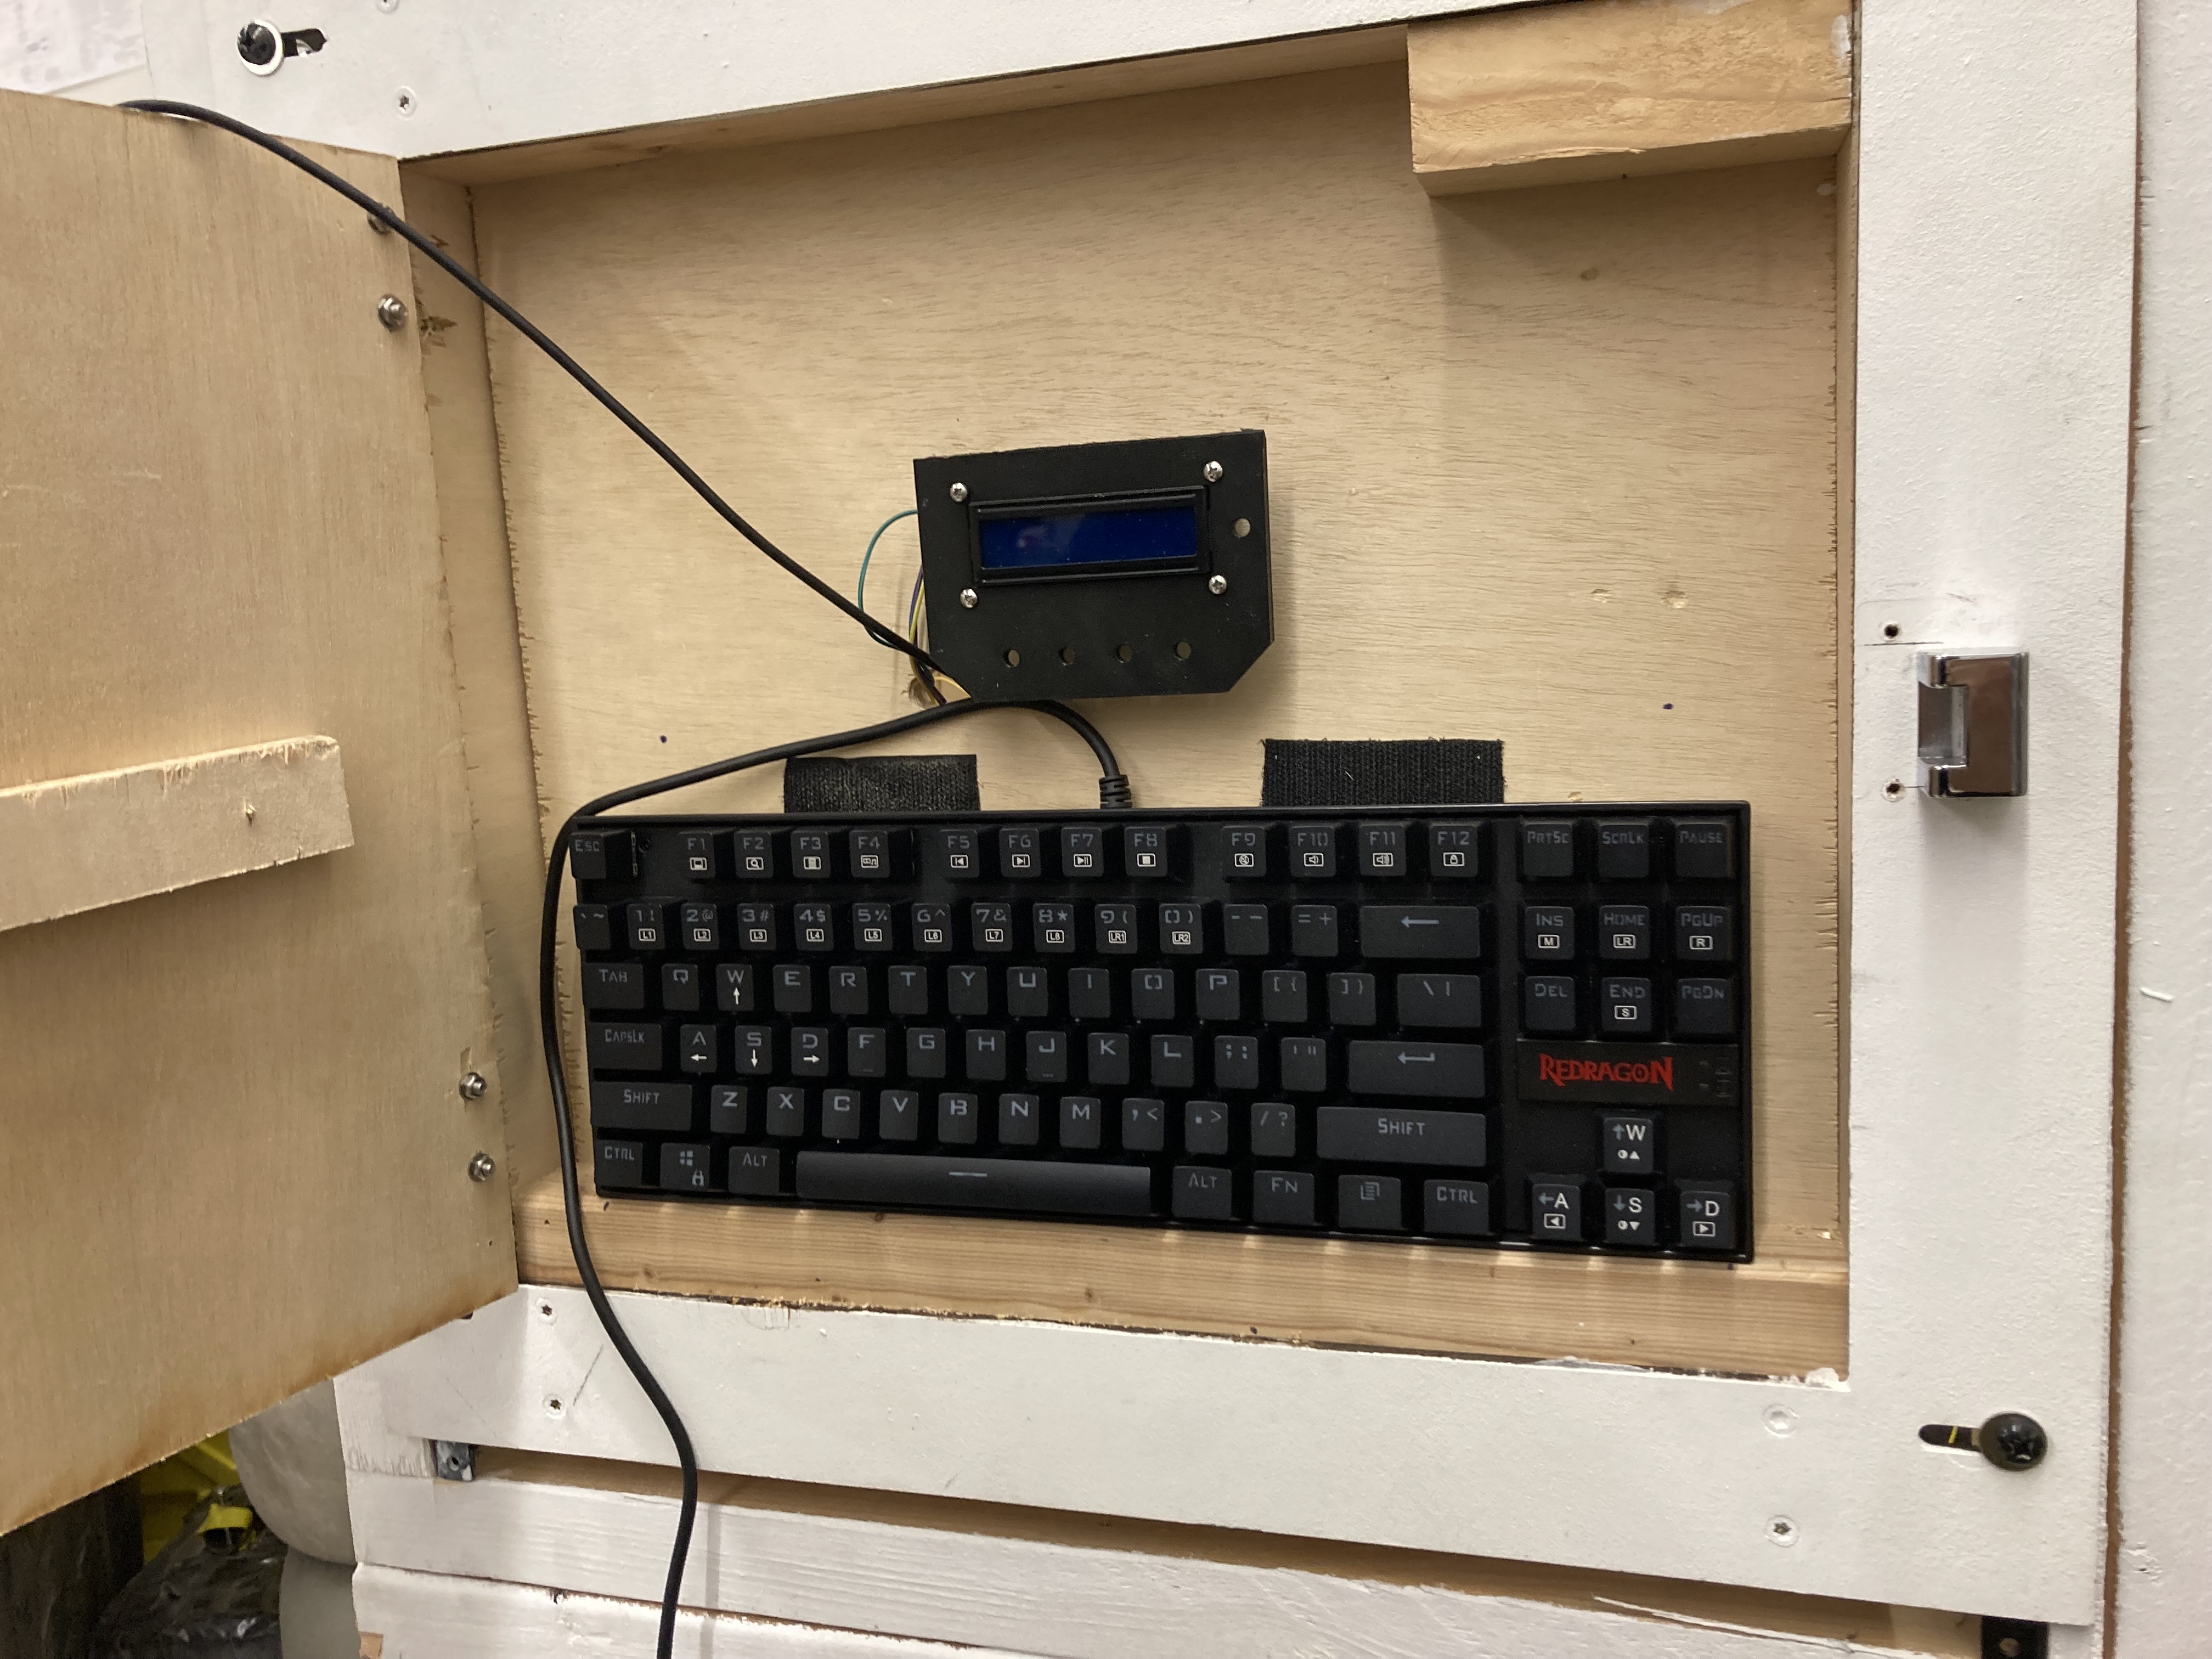 ESC F1 F2 F3 F4 F5 F6 F7 F8 F9 F10 F11 F12 PRTSC SCRLK PAUSE
` ~ 1 ! 2 @ 3 # 4 $ 5 % 6 ^ 7 & 8 * 9 ( 0 ) - = + INS HOME PGUP
L1 L2 L3 L4 L5 L6 L7 L8 LR1 LR2 M LR R
TAB Q W E R T Y U I O P [ { ] } \ | DEL END PGDN
S
CAPSLK A S D F G H J K L ; : ' "
REDRAGON
SHIFT Z X C V B N M , < . > / ? SHIFT ↑W
CTRL ALT ALT FN CTRL ←A ↓S →D